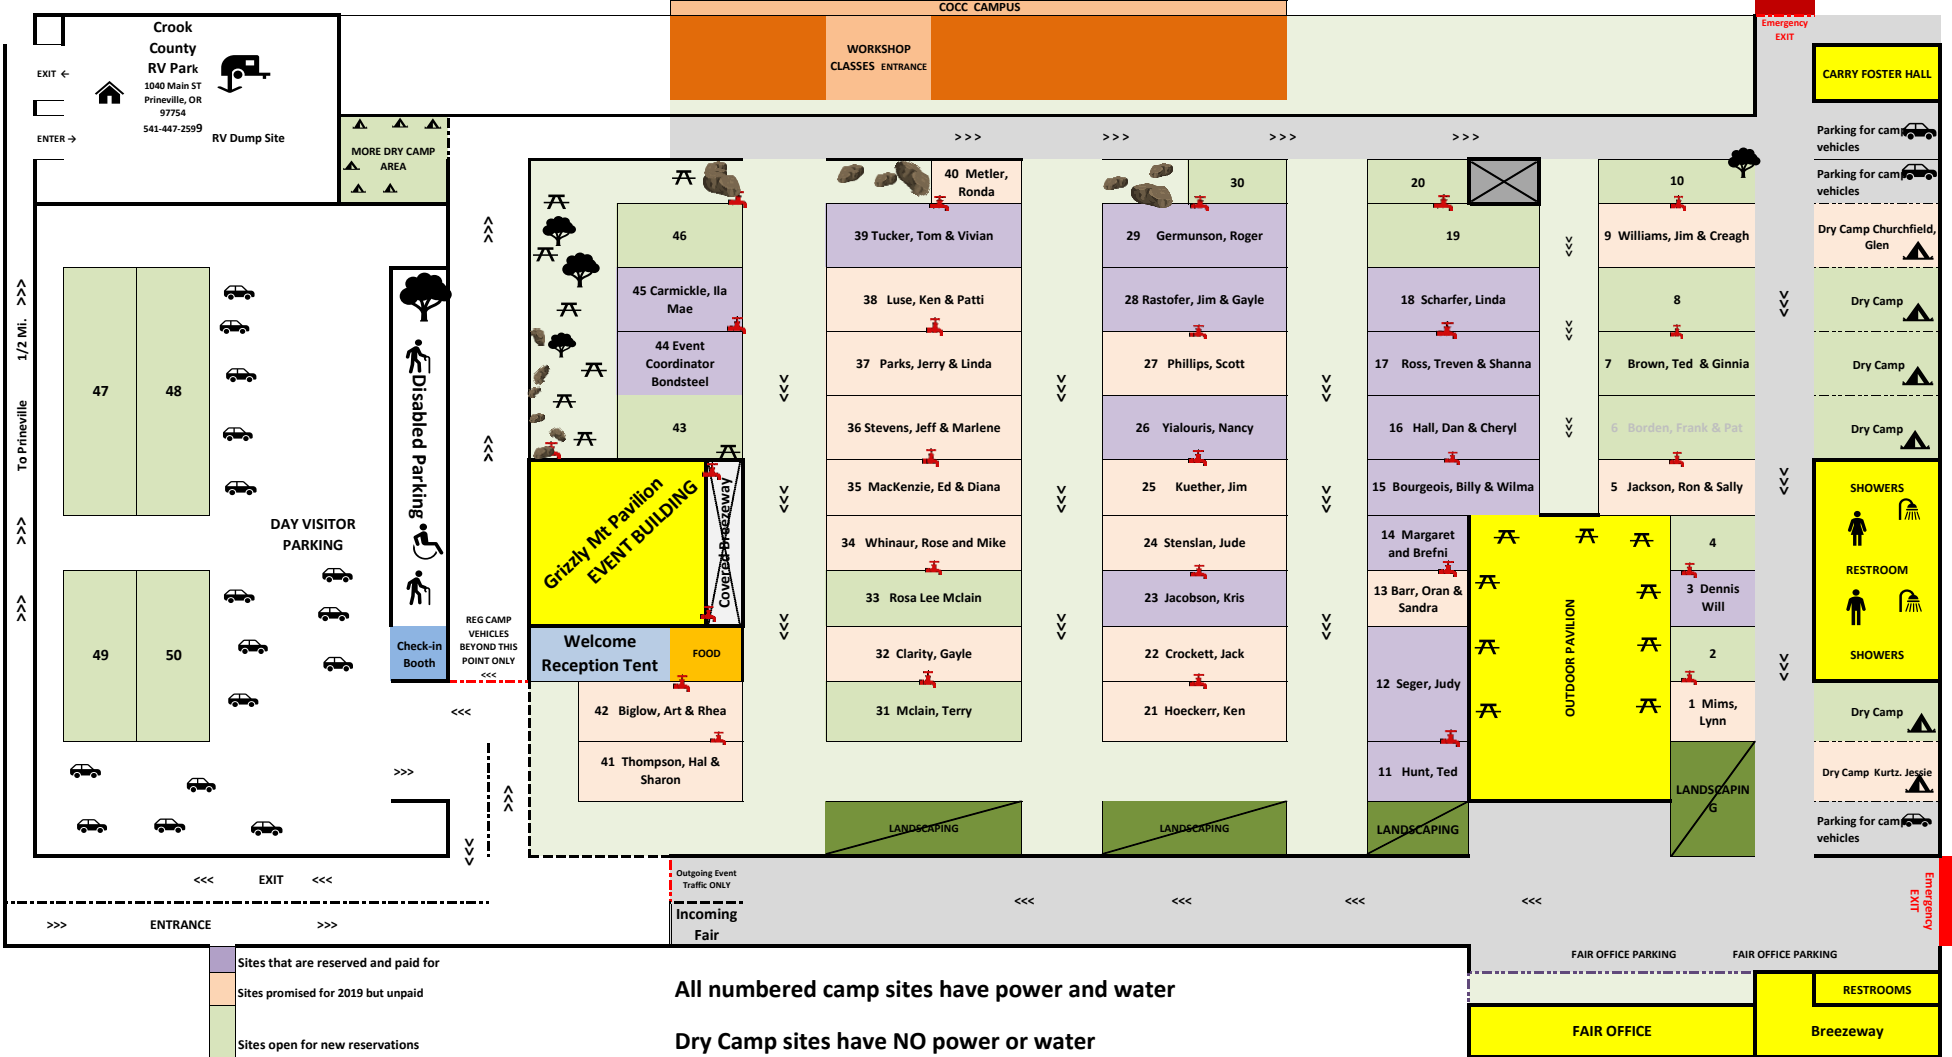 COCC CAMPUS
Emergency
EXIT
Crook
County
RV Park
1040 Main ST
Prineville, OR
97754
541-447-2599
EXIT ←
ENTER →
RV Dump Site
WORKSHOP
CLASSES ENTRANCE
CARRY FOSTER HALL
MORE DRY CAMP
AREA
>>>
>>>
>>>
>>>
Parking for camp
vehicles
Parking for camp
vehicles
40 Metler,
Ronda
30
20
10
46
39 Tucker, Tom & Vivian
29 Germunson, Roger
19
9 Williams, Jim & Creagh
Dry Camp Churchfield,
Glen
45 Carmickle, Ila
Mae
38 Luse, Ken & Patti
28 Rastofer, Jim & Gayle
18 Scharfer, Linda
8
Dry Camp
44 Event
Coordinator
Bondsteel
37 Parks, Jerry & Linda
27 Phillips, Scott
17 Ross, Treven & Shanna
7 Brown, Ted & Ginnia
Dry Camp
43
36 Stevens, Jeff & Marlene
26 Yialouris, Nancy
16 Hall, Dan & Cheryl
6 Borden, Frank & Pat
Dry Camp
35 MacKenzie, Ed & Diana
25 Kuether, Jim
15 Bourgeois, Billy & Wilma
5 Jackson, Ron & Sally
SHOWERS
34 Whinaur, Rose and Mike
24 Stenslan, Jude
14 Margaret
and Brefni
4
RESTROOM
33 Rosa Lee Mclain
23 Jacobson, Kris
13 Barr, Oran &
Sandra
3 Dennis
Will
32 Clarity, Gayle
22 Crockett, Jack
12 Seger, Judy
2
SHOWERS
31 Mclain, Terry
21 Hoeckerr, Ken
1 Mims,
Lynn
Dry Camp
11 Hunt, Ted
Dry Camp Kurtz. Jessie
OUTDOOR PAVILION
To Prineville 1/2 Mi.
>>>
>>>
>>>
47
48
49
50
DAY VISITOR
PARKING
Disabled Parking
Check-in
Booth
REG CAMP
VEHICLES
BEYOND THIS
POINT ONLY
<<<
Grizzly Mt Pavilion
EVENT BUILDING
Covered Breezeway
Welcome
Reception Tent
FOOD
42 Biglow, Art & Rhea
41 Thompson, Hal &
Sharon
<<<
>>>
LANDSCAPING
LANDSCAPING
LANDSCAPING
LANDSCAPIN
G
Parking for camp
vehicles
<<< EXIT <<<
>>> ENTRANCE >>>
Outgoing Event
Traffic ONLY
Incoming
Fair
<<<
<<<
<<<
<<<
Emergency
EXIT
FAIR OFFICE PARKING
FAIR OFFICE PARKING
RESTROOMS
FAIR OFFICE
Breezeway
Sites that are reserved and paid for
Sites promised for 2019 but unpaid
Sites open for new reservations
All numbered camp sites have power and water
Dry Camp sites have NO power or water